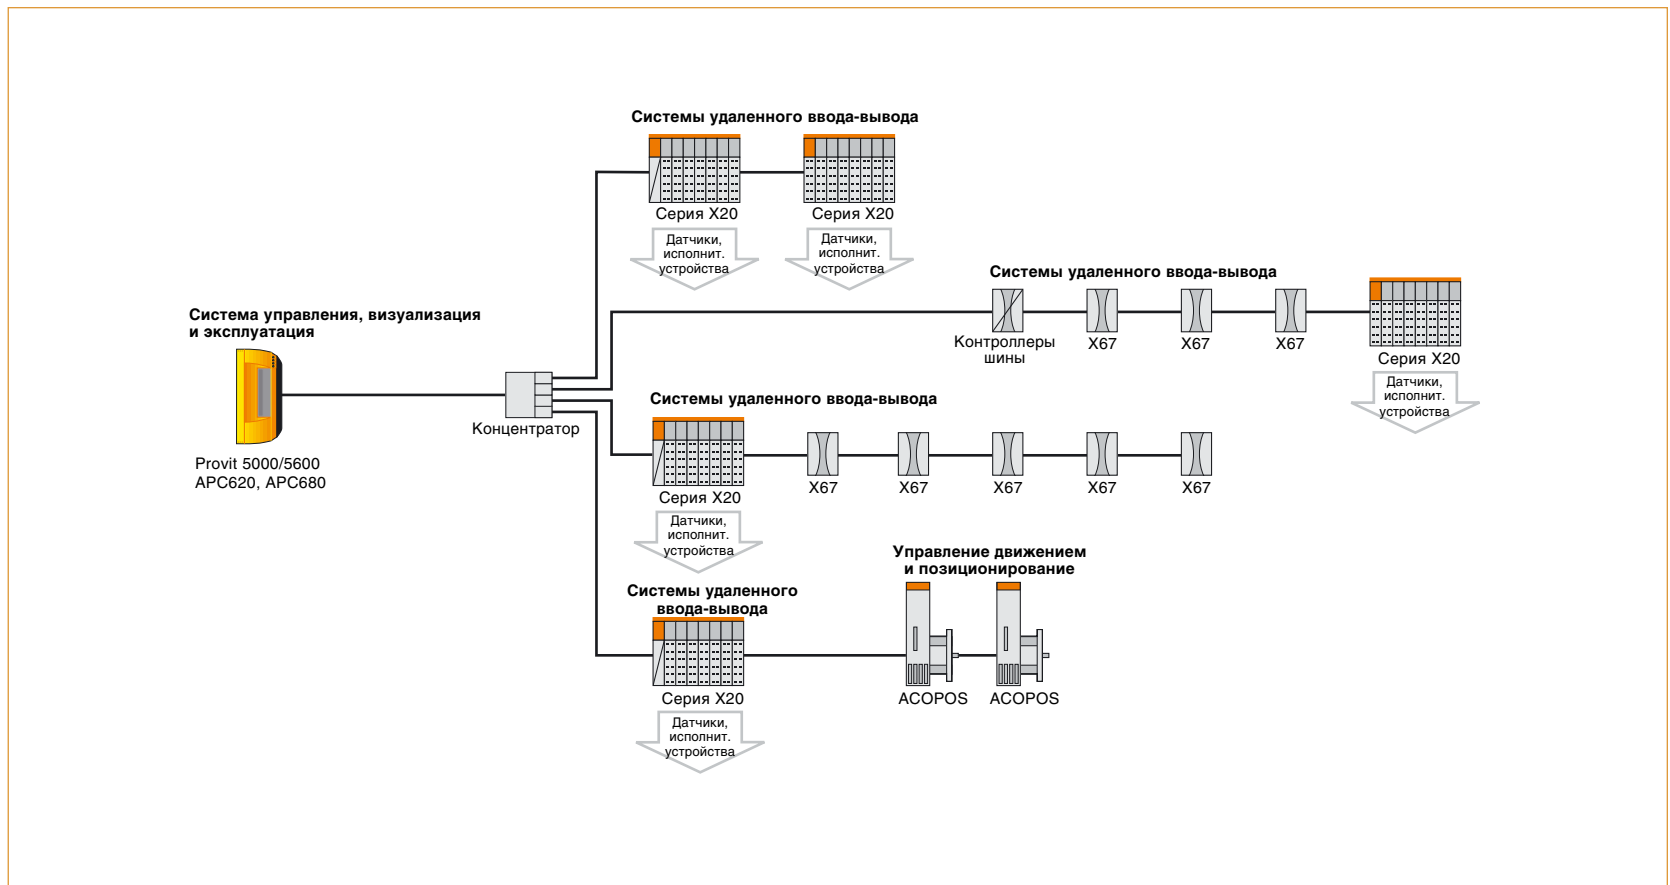 Системы удаленного ввода-вывода
Серия X20
Серия X20
Датчики,
исполнит.
устройства
Датчики,
исполнит.
устройства
Системы удаленного ввода-вывода
Контроллеры
шины
X67
X67
X67
Серия X20
Датчики,
исполнит.
устройства
Система управления, визуализация
и эксплуатация
Provit 5000/5600
APC620, APC680
Концентратор
Системы удаленного ввода-вывода
Серия X20
X67
X67
X67
X67
X67
Датчики,
исполнит.
устройства
Управление движением
и позиционирование
Системы удаленного
ввода-вывода
Серия X20
ACOPOS
ACOPOS
Датчики,
исполнит.
устройства